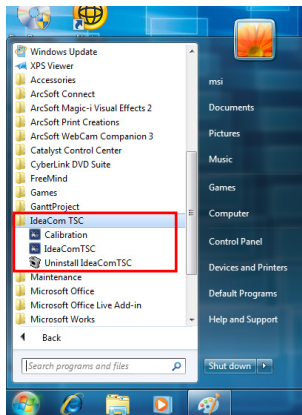 Windows Update
XPS Viewer
Accessories
ArcSoft Connect
ArcSoft Magic-i Visual Effects 2
ArcSoft Print Creations
ArcSoft WebCam Companion 3
Catalyst Control Center
CyberLink DVD Suite
FreeMind
Games
GanttProject
IdeaCom TSC
Calibration
IdeaComTSC
Uninstall IdeaComTSC
Maintenance
Microsoft Office
Microsoft Office Live Add-in
Microsoft Works
Back
Search programs and files
msi
Documents
Pictures
Music
Games
Computer
Control Panel
Devices and Printers
Default Programs
Help and Support
Shut down